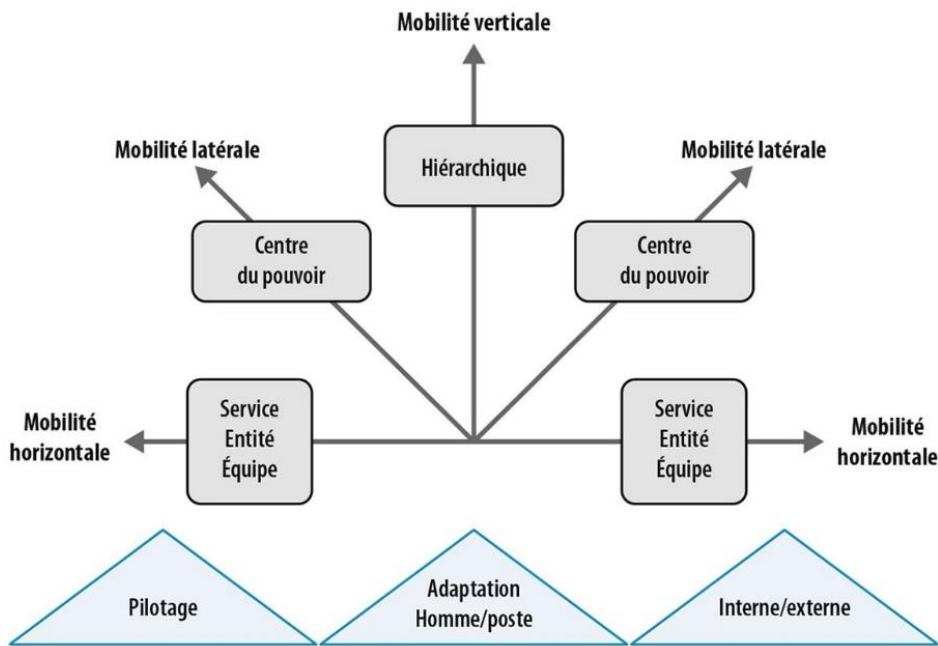 Mobilité verticale
Mobilité latérale
Mobilité latérale
Hiérarchique
Centre
du pouvoir
Centre
du pouvoir
Mobilité
horizontale
Service
Entité
Équipe
Service
Entité
Équipe
Mobilité
horizontale
Pilotage
Adaptation
Homme/poste
Interne/externe